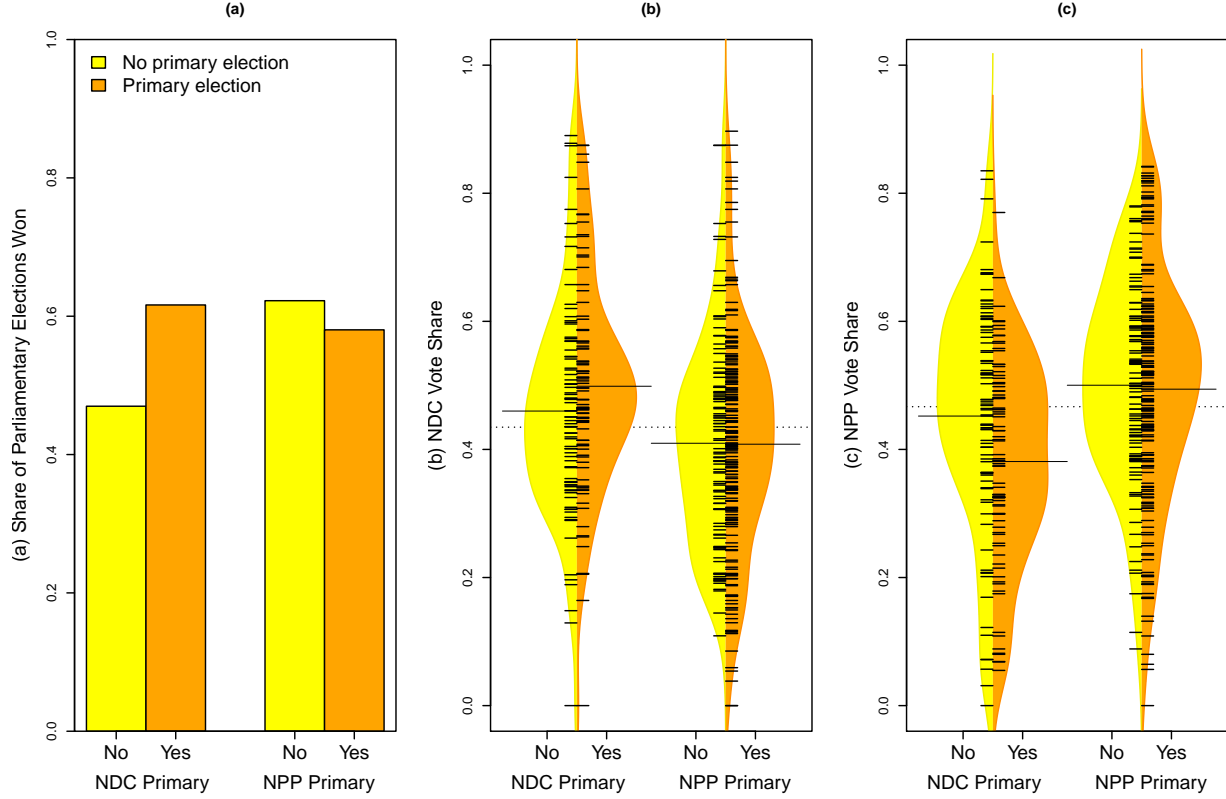 (a)
(b)
(c)
(a) Share of Parliamentary Elections Won
1.0
0.8
0.6
0.4
0.2
0.0
No primary election
Primary election
No Yes No Yes
NDC Primary NPP Primary
(b) NDC Vote Share
1.0
0.8
0.6
0.4
0.2
0.0
No Yes No Yes
NDC Primary NPP Primary
(c) NPP Vote Share
1.0
0.8
0.6
0.4
0.2
0.0
No Yes No Yes
NDC Primary NPP Primary